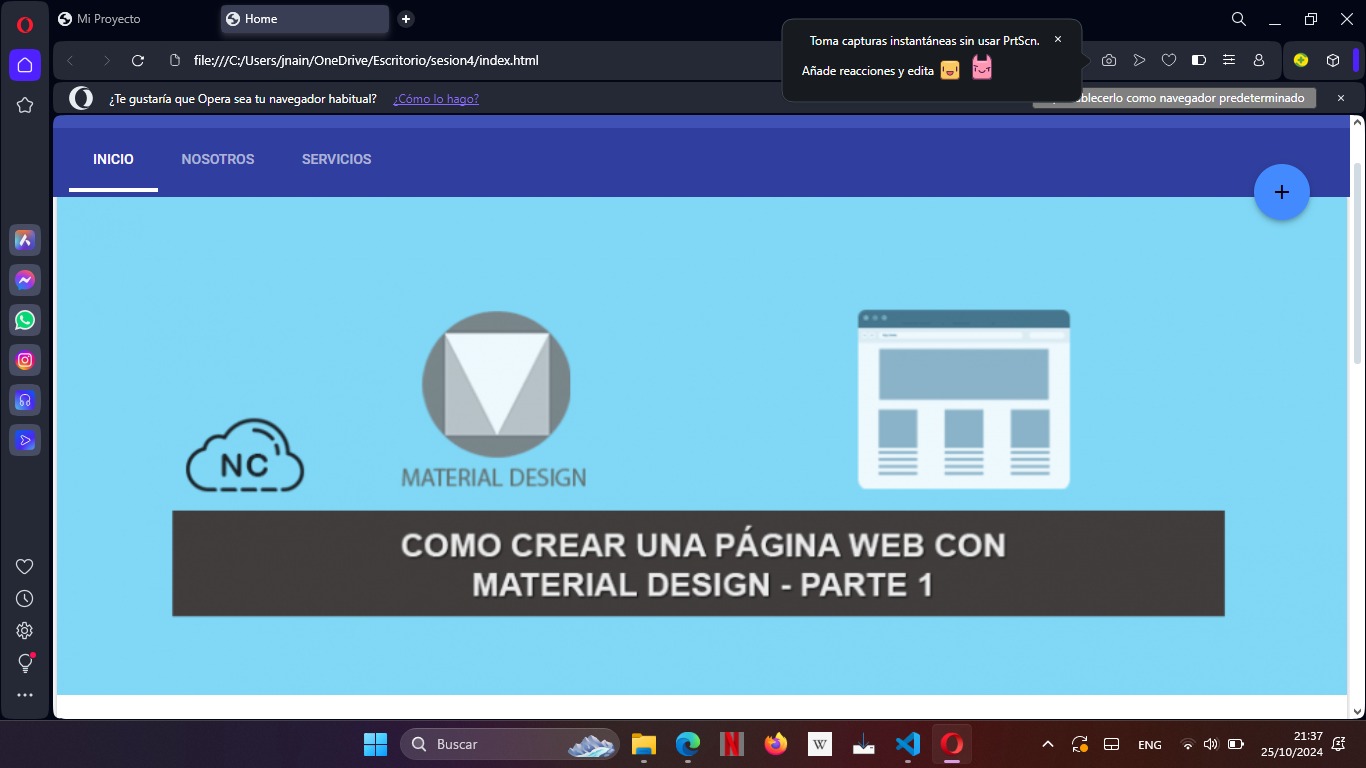 Mi Proyecto
Home
Toma capturas instantáneas sin usar PrtScn.
Añade reacciones y edita
file:///C:/Users/jnain/OneDrive/Escritorio/sesion4/index.html
¿Te gustaría que Opera sea tu navegador habitual?
¿Cómo lo hago?
como navegador predeterminado
INICIO
NOSOTROS
SERVICIOS
+
NC
MATERIAL DESIGN
COMO CREAR UNA PÁGINA WEB CON
MATERIAL DESIGN - PARTE 1
Buscar
N
W
ENG
21:37
25/10/2024